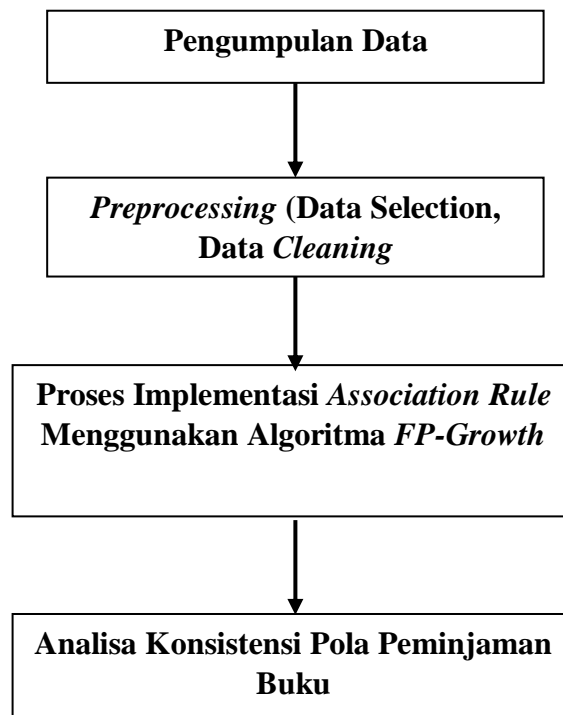 Pengumpulan Data
Preprocessing (Data Selection,
Data Cleaning
Proses Implementasi Association Rule
Menggunakan Algoritma FP-Growth
Analisa Konsistensi Pola Peminjaman
Buku